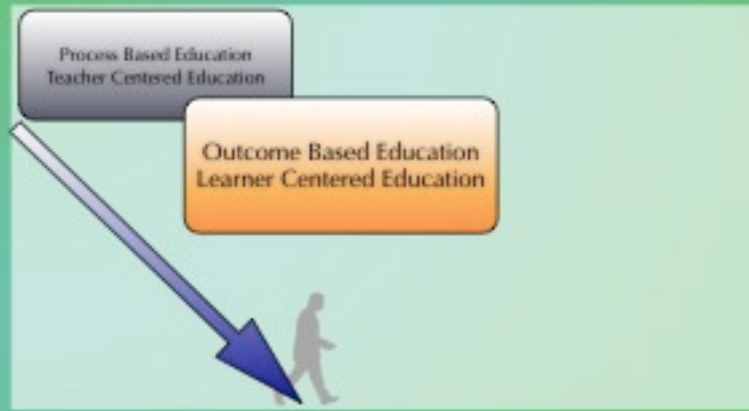 Process Based Education
Teacher Centered Education
Outcome Based Education
Learner Centered Education